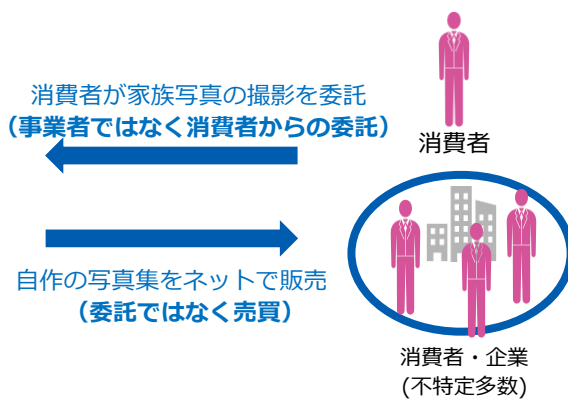 消費者が家族写真の撮影を委託
（事業者ではなく消費者からの委託）
消費者
自作の写真集をネットで販売
（委託ではなく売買）
消費者・企業
(不特定多数)